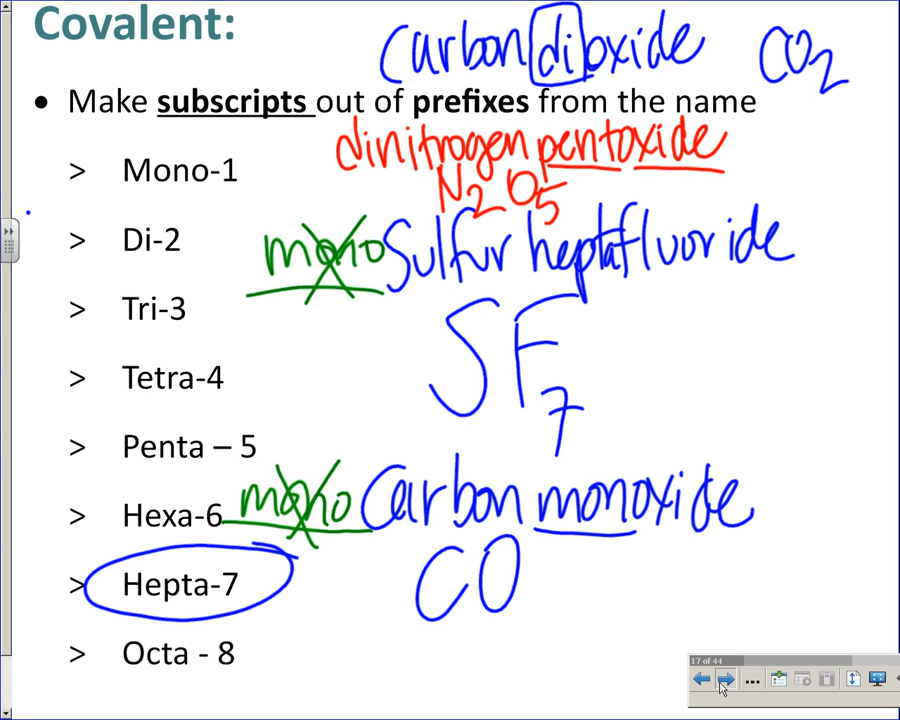 Covalent:
Carbon dioxide CO2
• Make subscripts out of prefixes from the name
dinitrogen pentoxide
> Mono-1
N2O5
> Di-2
mono Sulfur heptafluoride
> Tri-3
SF7
> Tetra-4
> Penta – 5
> Hexa-6
mono Carbon monoxide
> Hepta-7
CO
> Octa - 8
17 of 44